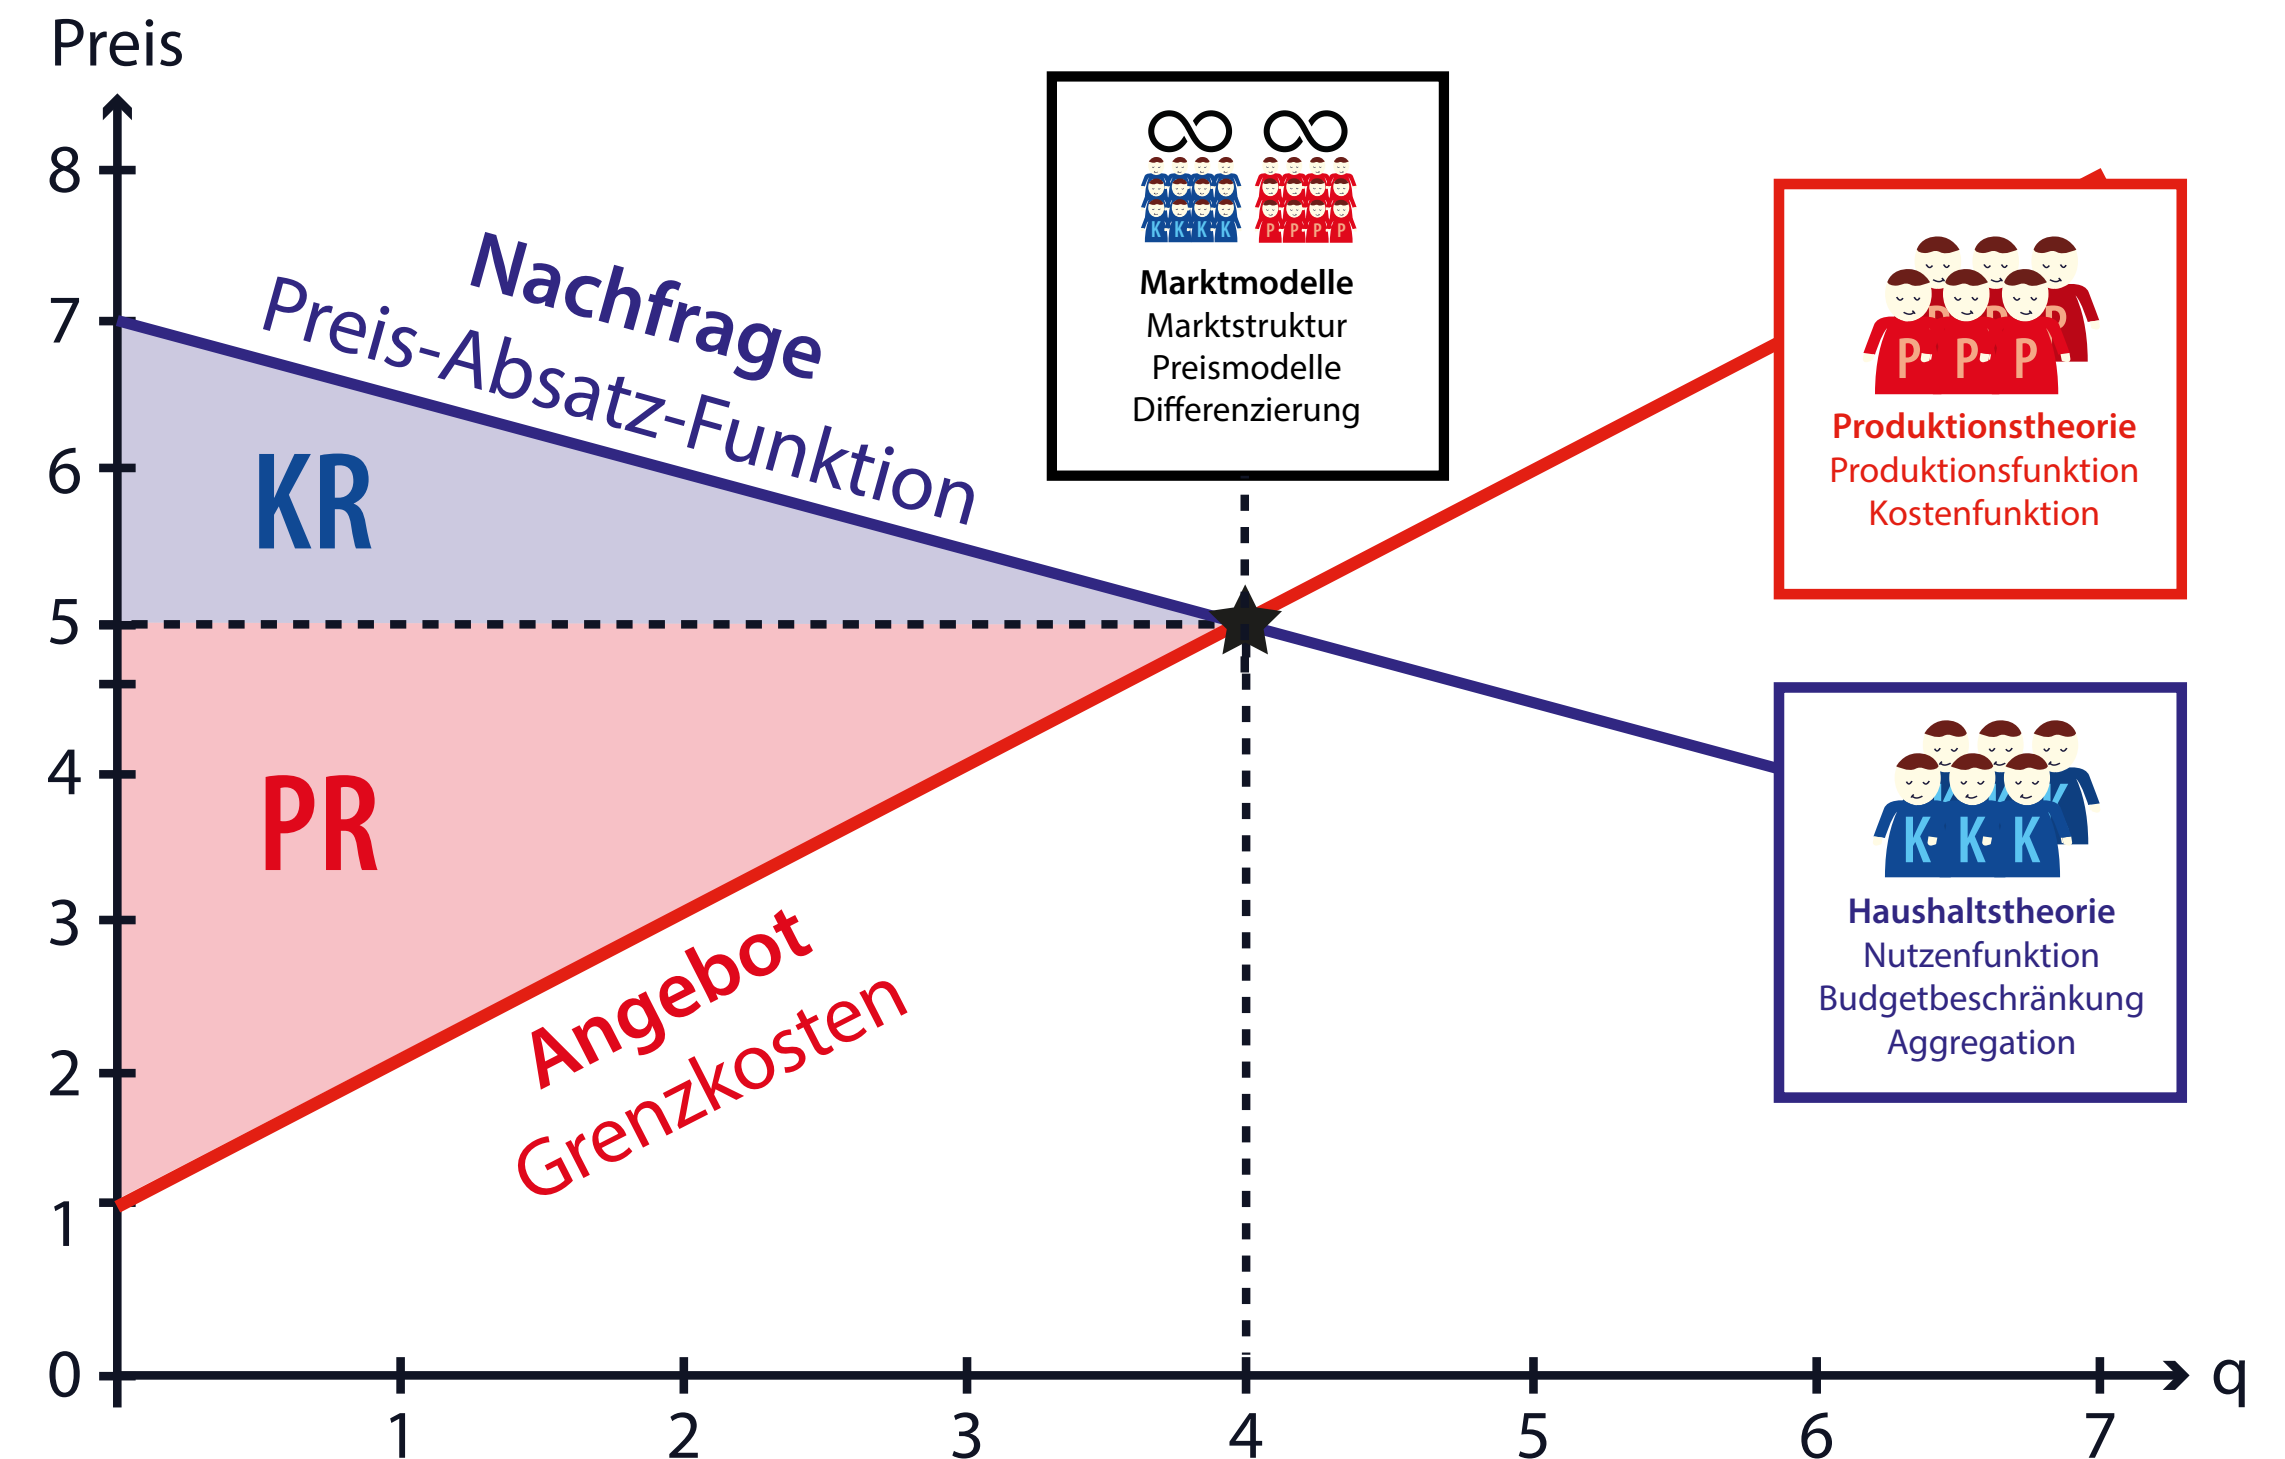 Preis
8
7
6
5
4
3
2
1
0
1 2 3 4 5 6 7
q
Nachfrage
Preis-Absatz-Funktion
KR
PR
Angebot
Grenzkosten
∞ ∞
K K K K P P P P
Marktmodelle
Marktstruktur
Preismodelle
Differenzierung
P P P
P P P
Produktionstheorie
Produktionsfunktion
Kostenfunktion
K K K
K K K
Haushaltstheorie
Nutzenfunktion
Budgetbeschränkung
Aggregation